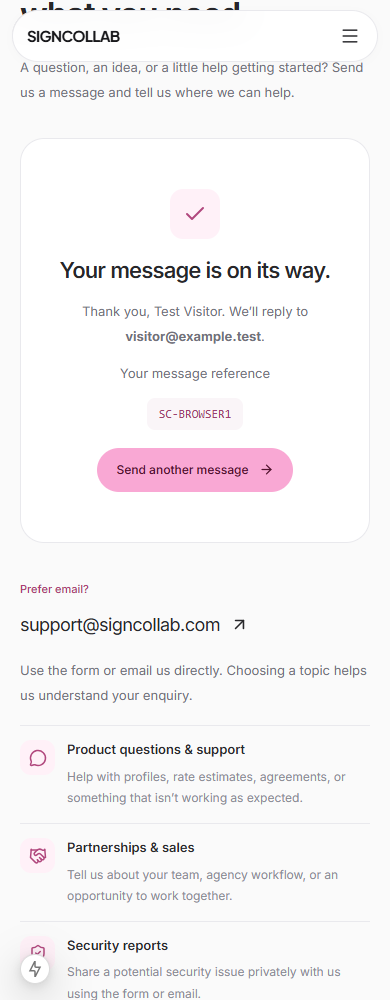 what you need
SIGNCOLLAB
A question, an idea, or a little help getting started? Send
us a message and tell us where we can help.
Your message is on its way.
Thank you, Test Visitor. We’ll reply to
visitor@example.test.
Your message reference
SC-BROWSER1
Send another message
Prefer email?
support@signcollab.com
Use the form or email us directly. Choosing a topic helps
us understand your enquiry.
Product questions & support
Help with profiles, rate estimates, agreements, or
something that isn’t working as expected.
Partnerships & sales
Tell us about your team, agency workflow, or an
opportunity to work together.
Security reports
Share a potential security issue privately with us
using the form or email.